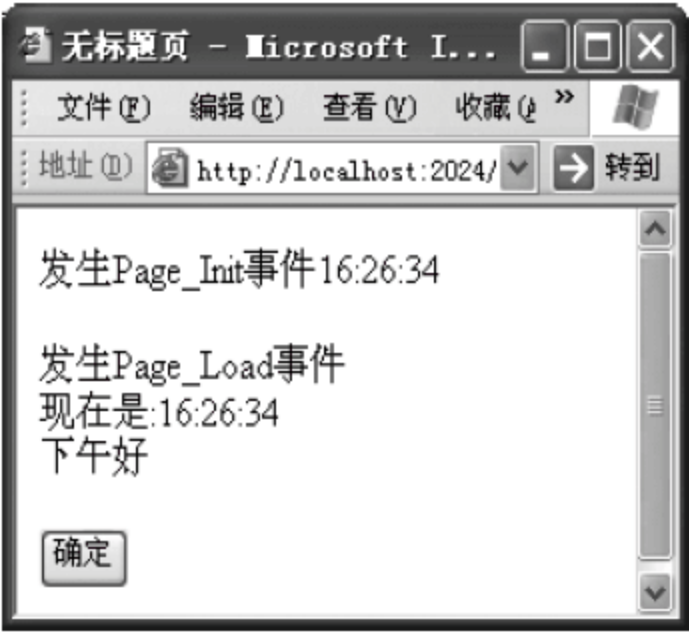 无标题页 - Microsoft I...
文件(F) 编辑(E) 查看(V) 收藏(A »
地址(D) http://localhost:2024/ 转到
发生Page_Init事件16:26:34
发生Page_Load事件
现在是:16:26:34
下午好
确定